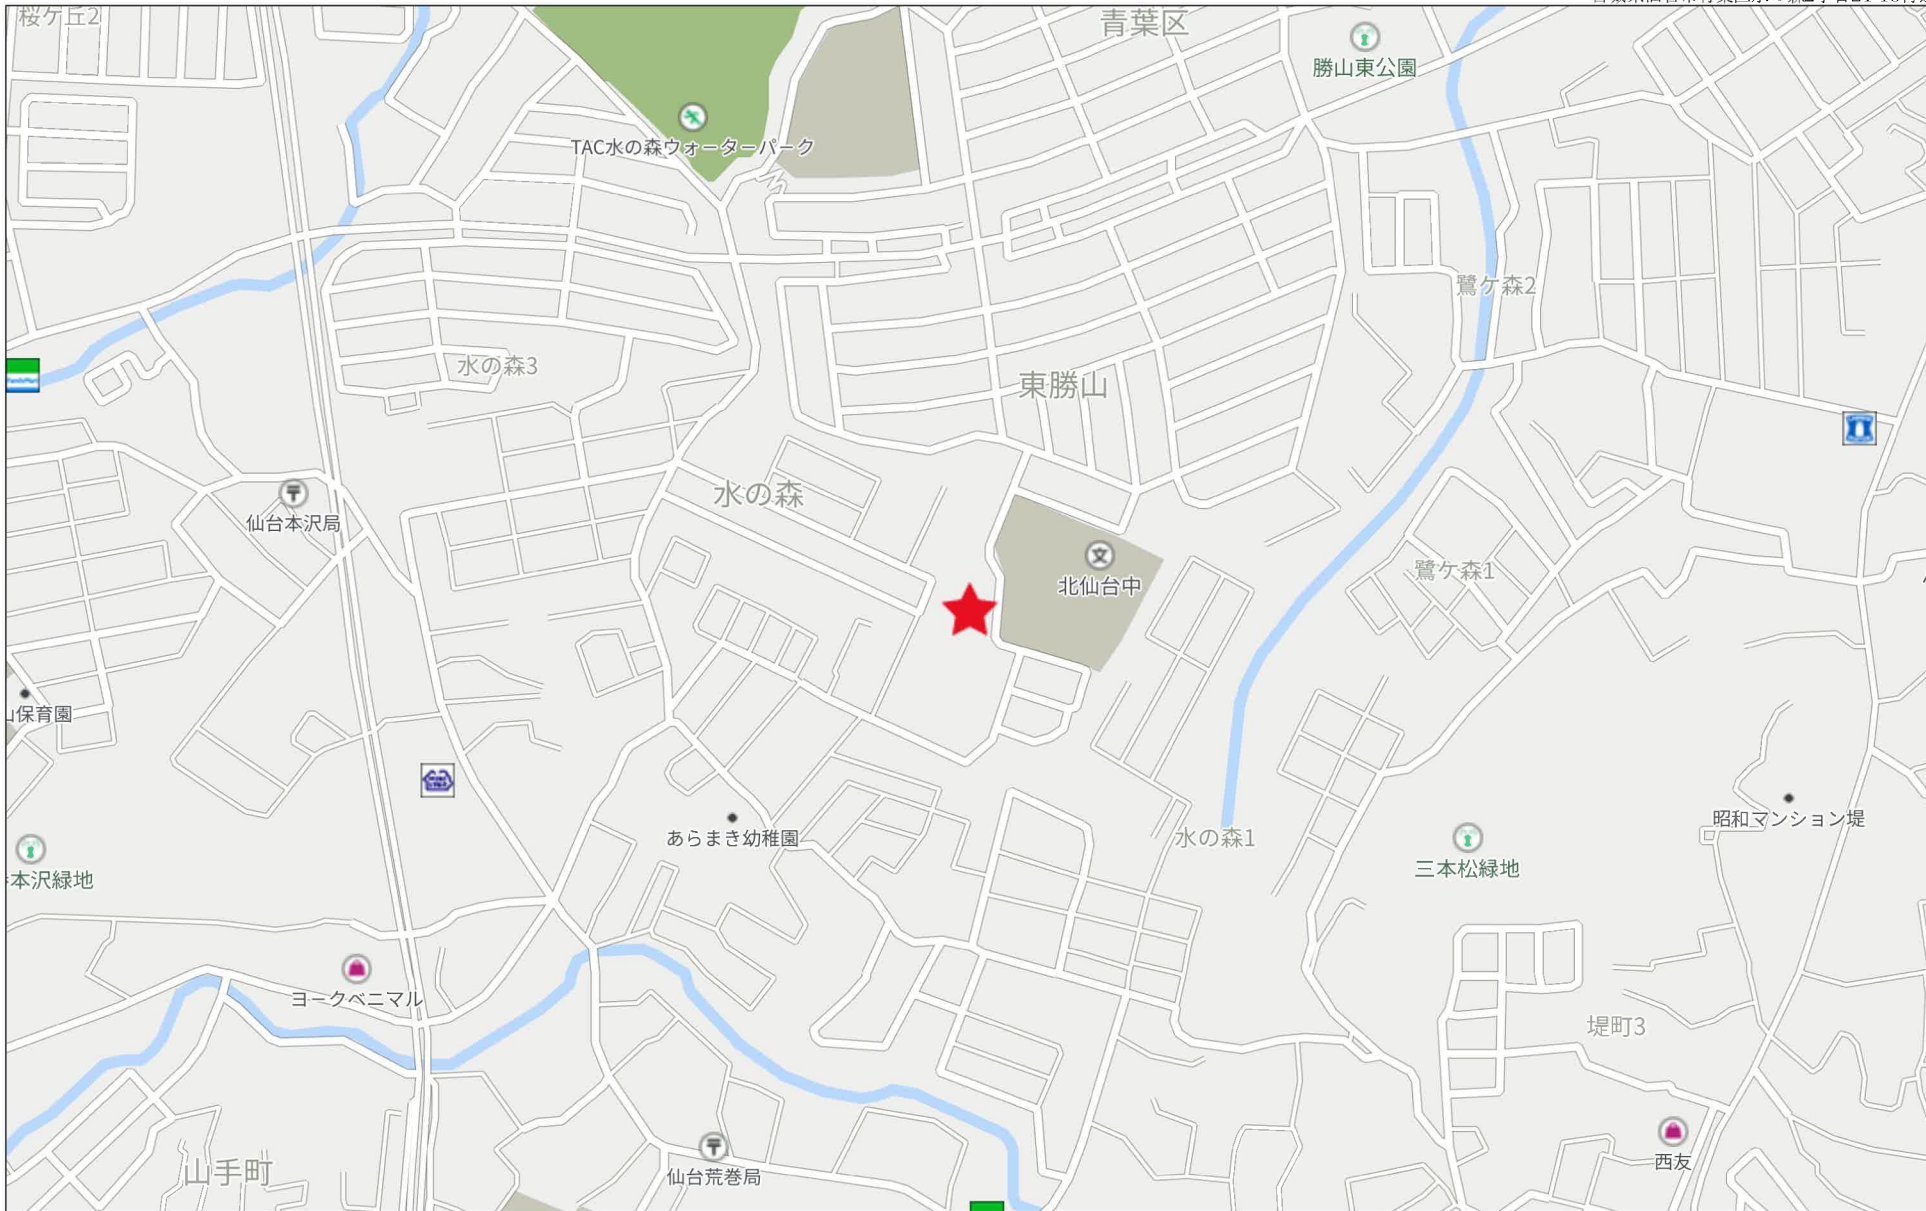 桜ケ丘2
青葉区
勝山東公園
TAC水の森ウォーターパーク
鷺ケ森2
水の森3
FamilyMart
東勝山
水の森
仙台本沢局
北仙台中
鷺ケ森1
山保育園
昭和マンション堤
あらまき幼稚園
水の森1
三本松緑地
本沢緑地
ヨークベニマル
堤町3
西友
山手町
仙台荒巻局